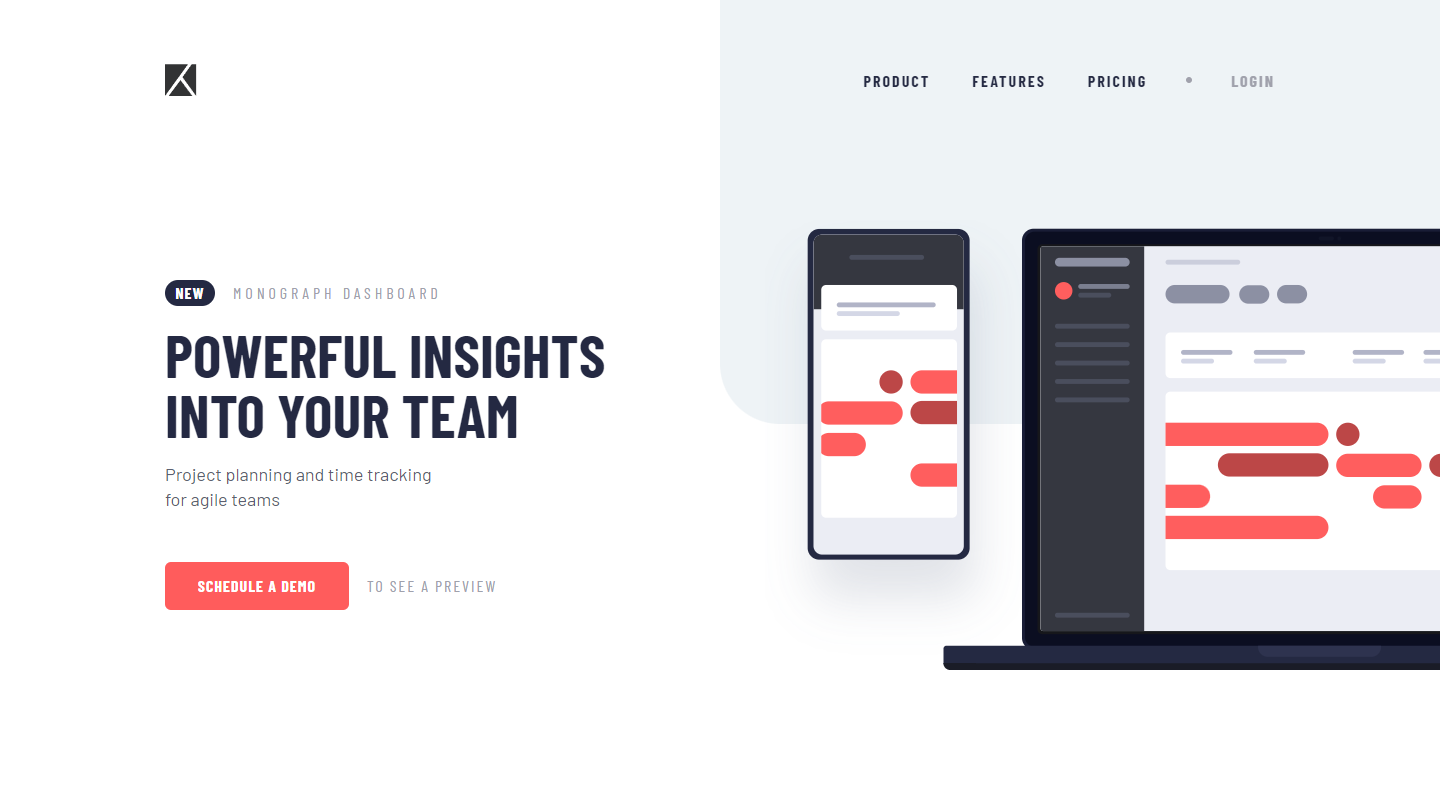 PRODUCT FEATURES PRICING • LOGIN
NEW MONOGRAPH DASHBOARD
POWERFUL INSIGHTS
INTO YOUR TEAM
Project planning and time tracking
for agile teams
SCHEDULE A DEMO TO SEE A PREVIEW